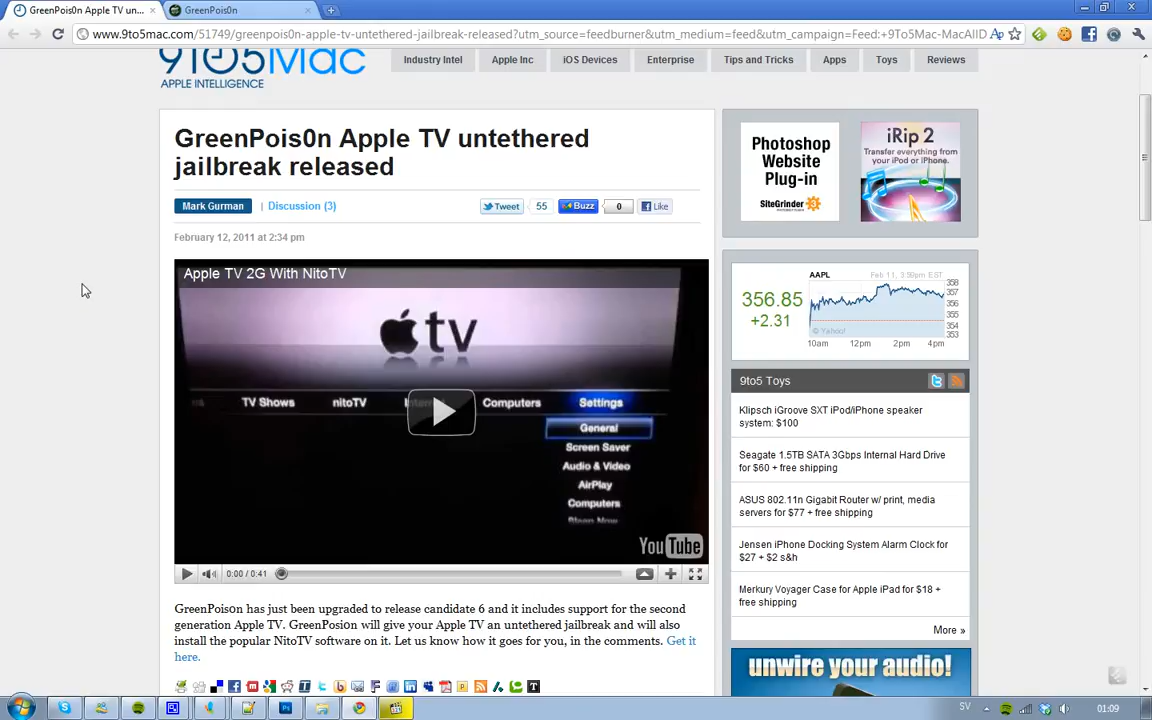 GreenPois0n Apple TV un...
GreenPois0n
www.9to5mac.com/51749/greenpois0n-apple-tv-untethered-jailbreak-released?utm_source=feedburner&utm_medium=feed&utm_campaign=Feed:+9To5Mac-MacAllD
9TO5Mac
APPLE INTELLIGENCE
Industry Intel
Apple Inc
iOS Devices
Enterprise
Tips and Tricks
Apps
Toys
Reviews
GreenPois0n Apple TV untethered
jailbreak released
Mark Gurman | Discussion (3)
Tweet 55 Buzz 0 Like
February 12, 2011 at 2:34 pm
Apple TV 2G With NitoTV
tv
TV Shows nitoTV Computers Settings
General
Screen Saver
Audio & Video
AirPlay
Computers
Sleep Now
YouTube
0:00 / 0:41
GreenPois0n has just been upgraded to release candidate 6 and it includes support for the second
generation Apple TV. GreenPosi0n will give your Apple TV an untethered jailbreak and will also
install the popular NitoTV software on it. Let us know how it goes for you, in the comments. Get it
here.
Photoshop
Website
Plug-in
SiteGrinder
iRip 2
Transfer everything from
your iPod or iPhone.
AAPL
Feb 11, 3:59pm EST
356.85
+2.31
358
357
356
355
354
353
© Yahoo!
10am 12pm 2pm 4pm
9to5 Toys
Klipsch iGroove SXT iPod/iPhone speaker
system: $100
Seagate 1.5TB SATA 3Gbps Internal Hard Drive
for $60 + free shipping
ASUS 802.11n Gigabit Router w/ print, media
servers for $77 + free shipping
Jensen iPhone Docking System Alarm Clock for
$27 + $2 s&h
Merkury Voyager Case for Apple iPad for $18 +
free shipping
More »
unwire your audio!
SV
01:09